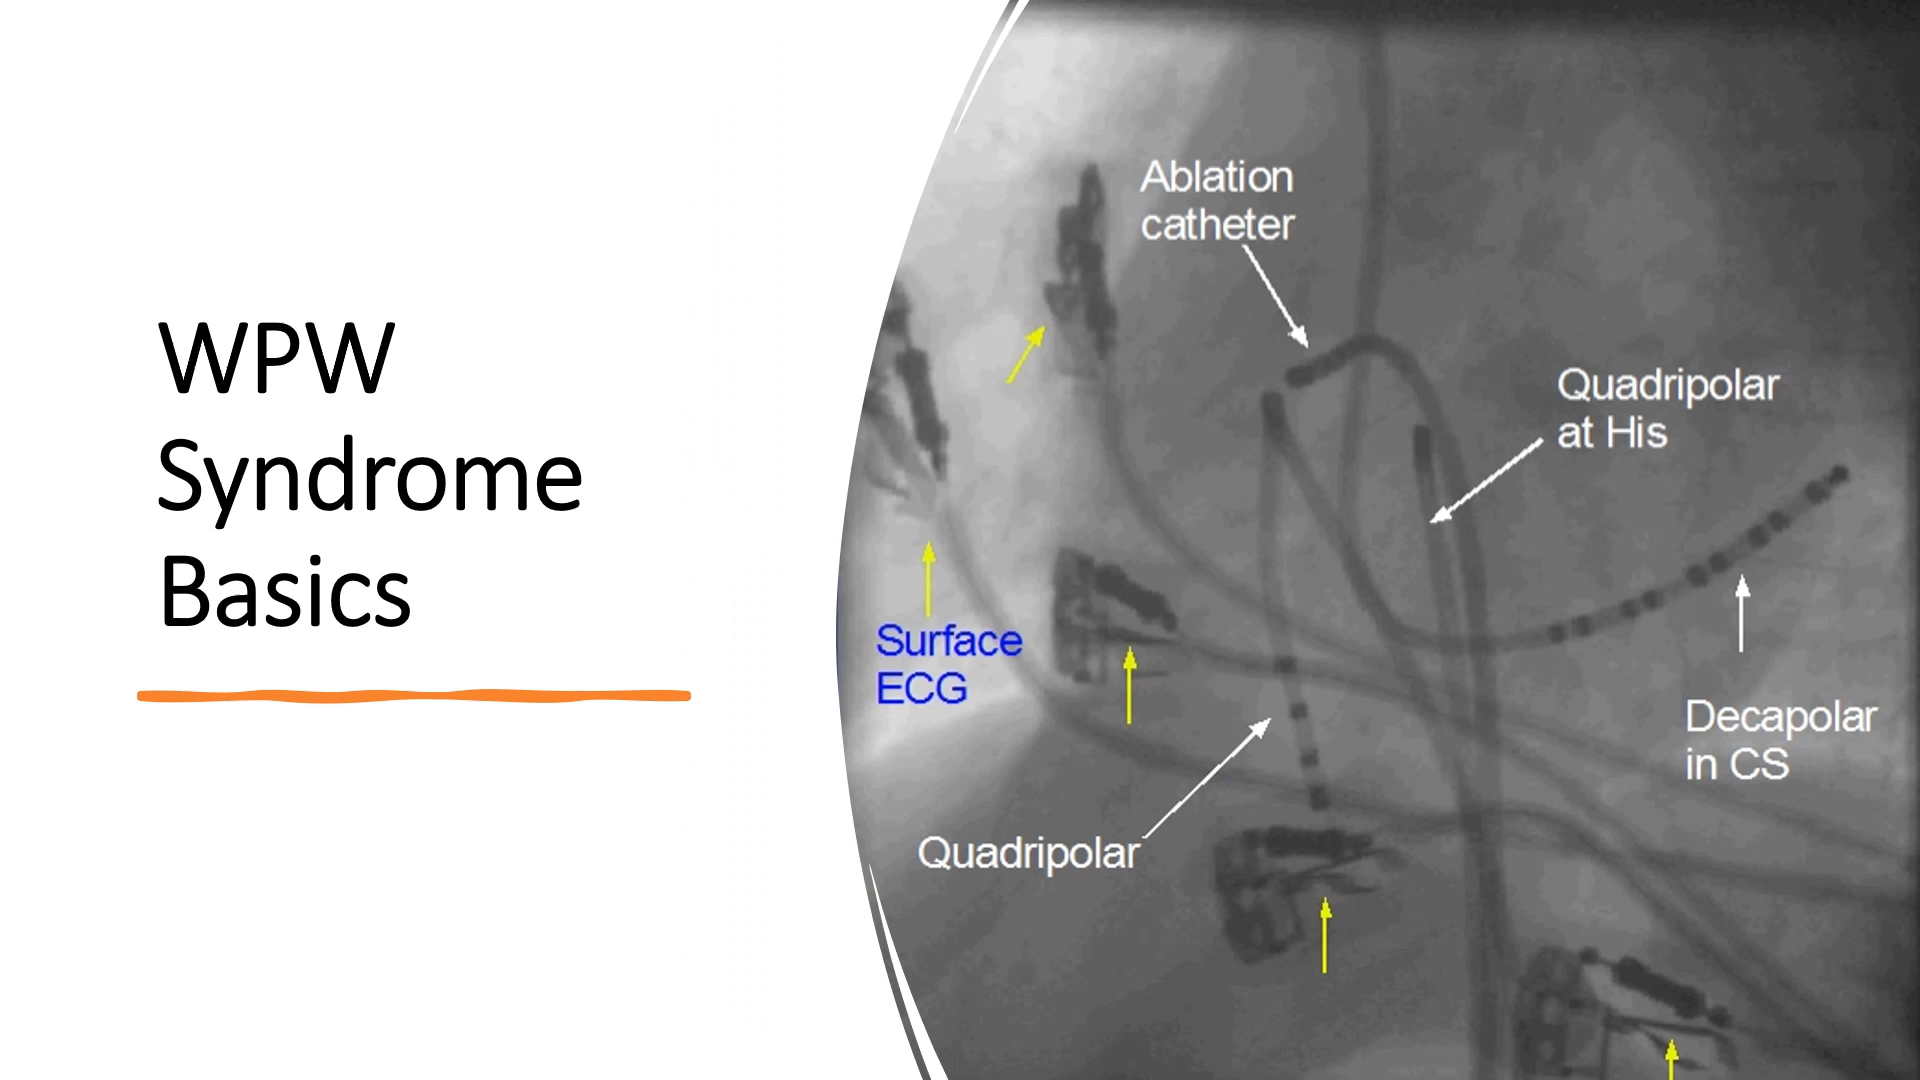 WPW
Syndrome
Basics
Ablation
catheter
Quadripolar
at His
Surface
ECG
Decapolar
in CS
Quadripolar